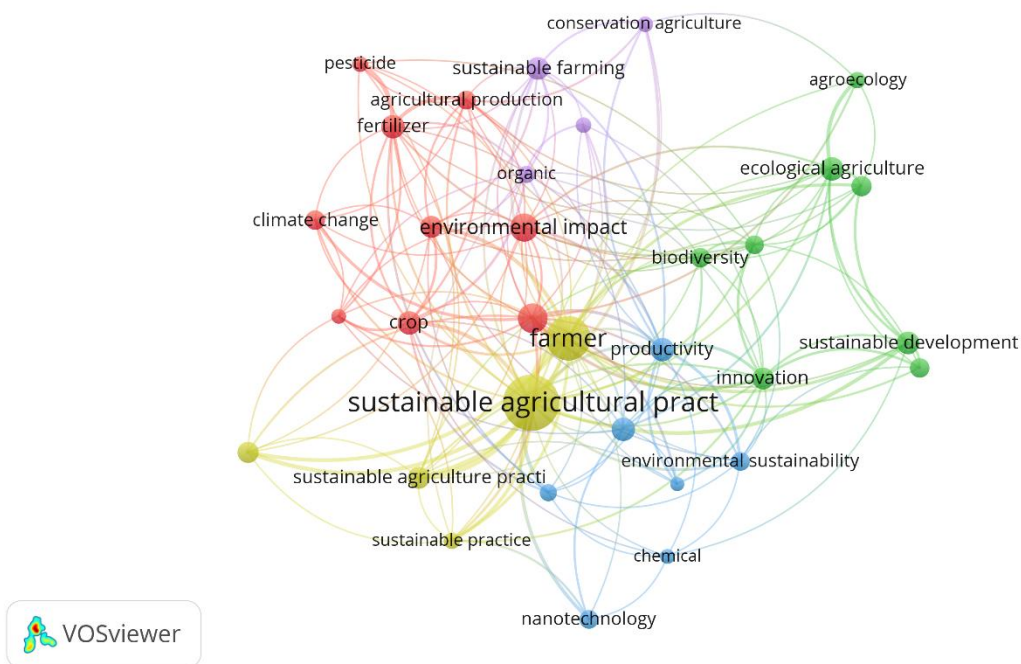 conservation agriculture
pesticide
sustainable farming
agroecology
agricultural production
fertilizer
ecological agriculture
organic
climate change
environmental impact
biodiversity
crop
farmer
productivity
sustainable development
innovation
sustainable agricultural pract
environmental sustainability
sustainable agriculture practi
sustainable practice
chemical
nanotechnology
VOSviewer